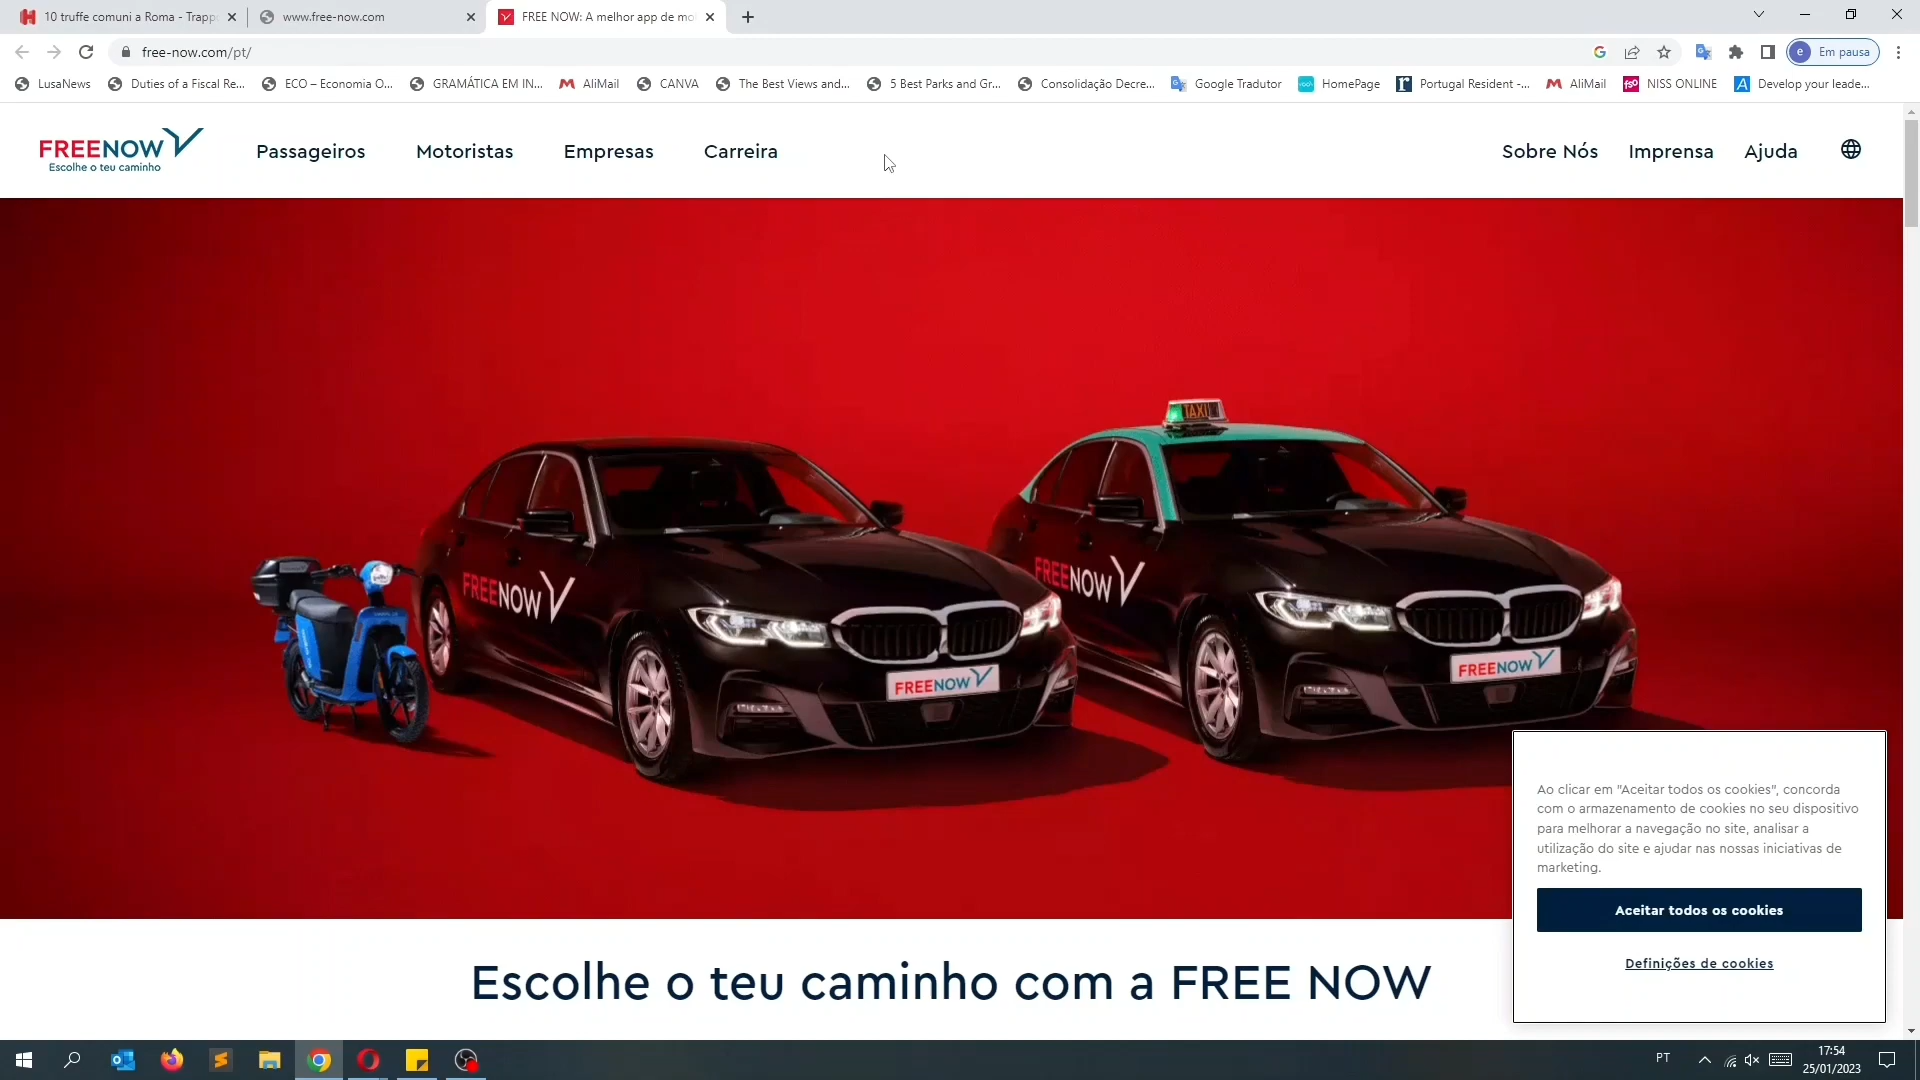 10 truffe comuni a Roma - Trapp
www.free-now.com
FREE NOW: A melhor app de mo
free-now.com/pt/
e Em pausa
LusaNews
Duties of a Fiscal Re...
ECO – Economia O...
GRAMÁTICA EM IN...
AliMail
CANVA
The Best Views and...
5 Best Parks and Gr...
Consolidação Decre...
Google Tradutor
HomePage
Portugal Resident -...
AliMail
NISS ONLINE
Develop your leade...
FREENOW
Escolhe o teu caminho
Passageiros
Motoristas
Empresas
Carreira
Sobre Nós
Imprensa
Ajuda
TAXI
FREENOW
FREENOW
FREENOW
FREENOW
Ao clicar em "Aceitar todos os cookies", concorda
com o armazenamento de cookies no seu dispositivo
para melhorar a navegação no site, analisar a
utilização do site e ajudar nas nossas iniciativas de
marketing.
Aceitar todos os cookies
Definições de cookies
Escolhe o teu caminho com a FREE NOW
PT
17:54
25/01/2023